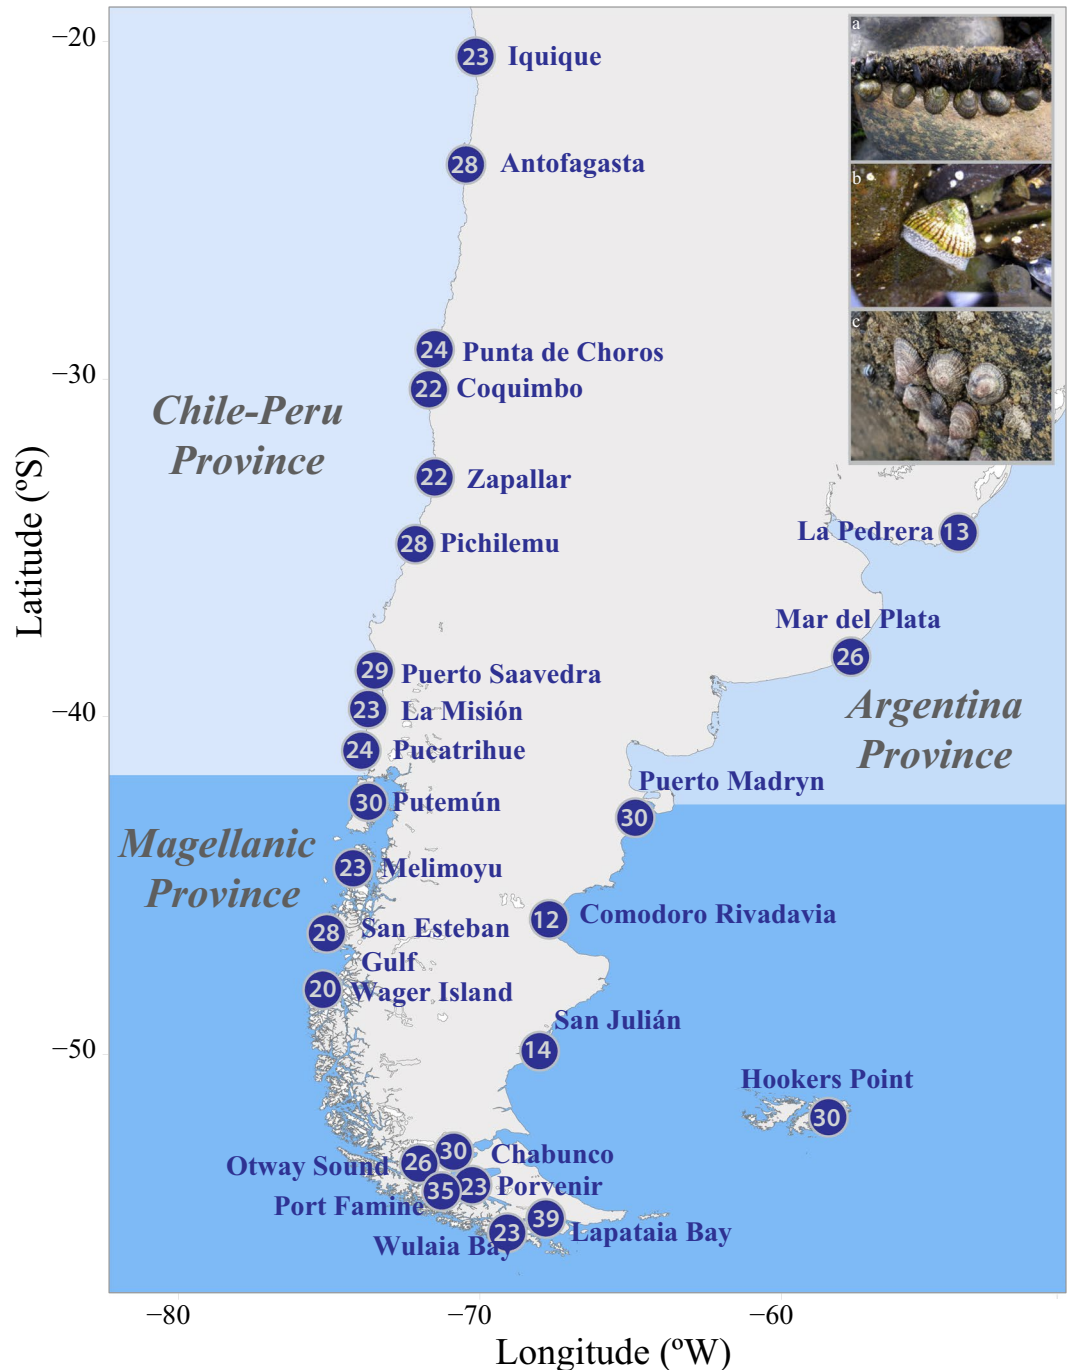 −20
23 Iquique
a
28 Antofagasta
b
c
24 Punta de Choros
−30
22 Coquimbo
Chile-Peru
Province
22 Zapallar
La Pedrera 13
28 Pichilemu
Latitude (ºS)
Mar del Plata
26
29 Puerto Saavedra
23 La Misión
−40
Argentina
Province
24 Pucatrihue
Puerto Madryn
30
30 Putemún
Magellanic
Province
23 Melimoyu
12 Comodoro Rivadavia
28 San Esteban
Gulf
20 Wager Island
San Julián
14
−50
Hookers Point
30
30 Chabunco
Otway Sound 26
23 Porvenir
Port Famine 35
39 Lapataia Bay
Wulaia Bay 23
−80
−70
−60
Longitude (ºW)